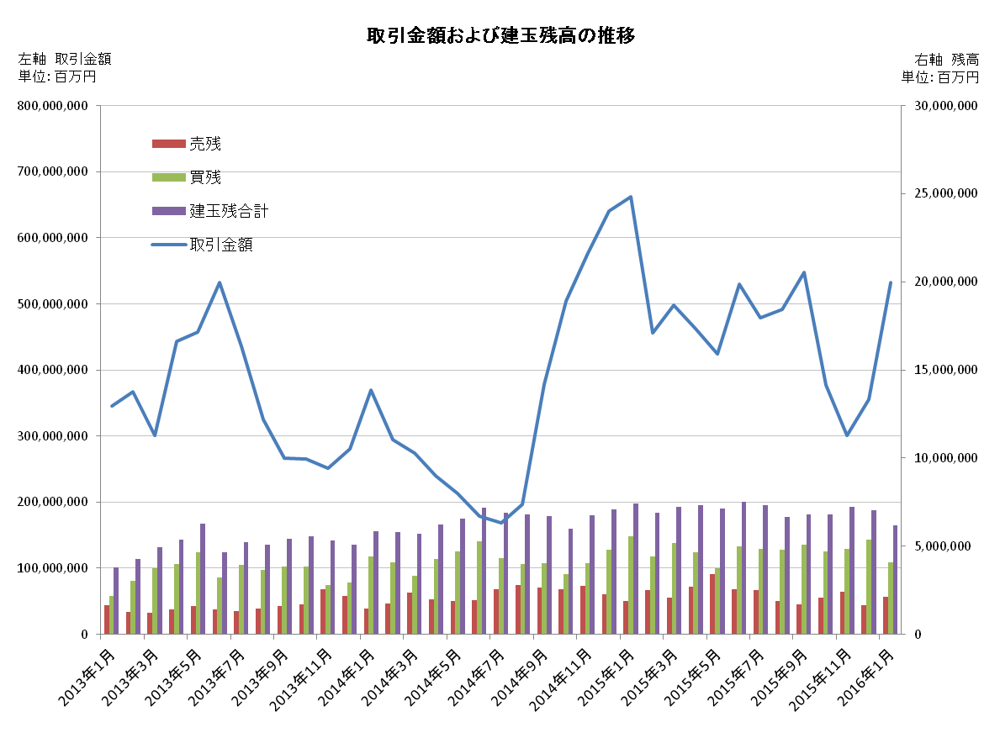 取引金額および建玉残高の推移
左軸 取引金額
単位：百万円
右軸 残高
単位：百万円
800,000,000
700,000,000
600,000,000
500,000,000
400,000,000
300,000,000
200,000,000
100,000,000
0
売残
買残
建玉残合計
取引金額
30,000,000
25,000,000
20,000,000
15,000,000
10,000,000
5,000,000
0
2013年1月
2013年3月
2013年5月
2013年7月
2013年9月
2013年11月
2014年1月
2014年3月
2014年5月
2014年7月
2014年9月
2014年11月
2015年1月
2015年3月
2015年5月
2015年7月
2015年9月
2015年11月
2016年1月